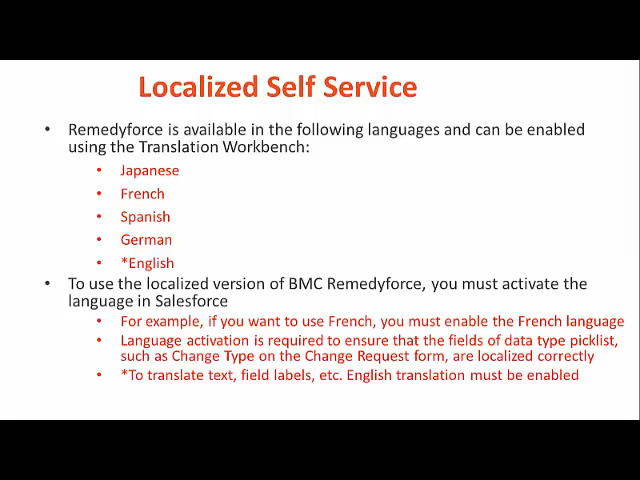 Localized Self Service
• Remedyforce is available in the following languages and can be enabled
using the Translation Workbench:
• Japanese
• French
• Spanish
• German
• *English
• To use the localized version of BMC Remedyforce, you must activate the
language in Salesforce
• For example, if you want to use French, you must enable the French language
• Language activation is required to ensure that the fields of data type picklist,
such as Change Type on the Change Request form, are localized correctly
• *To translate text, field labels, etc. English translation must be enabled